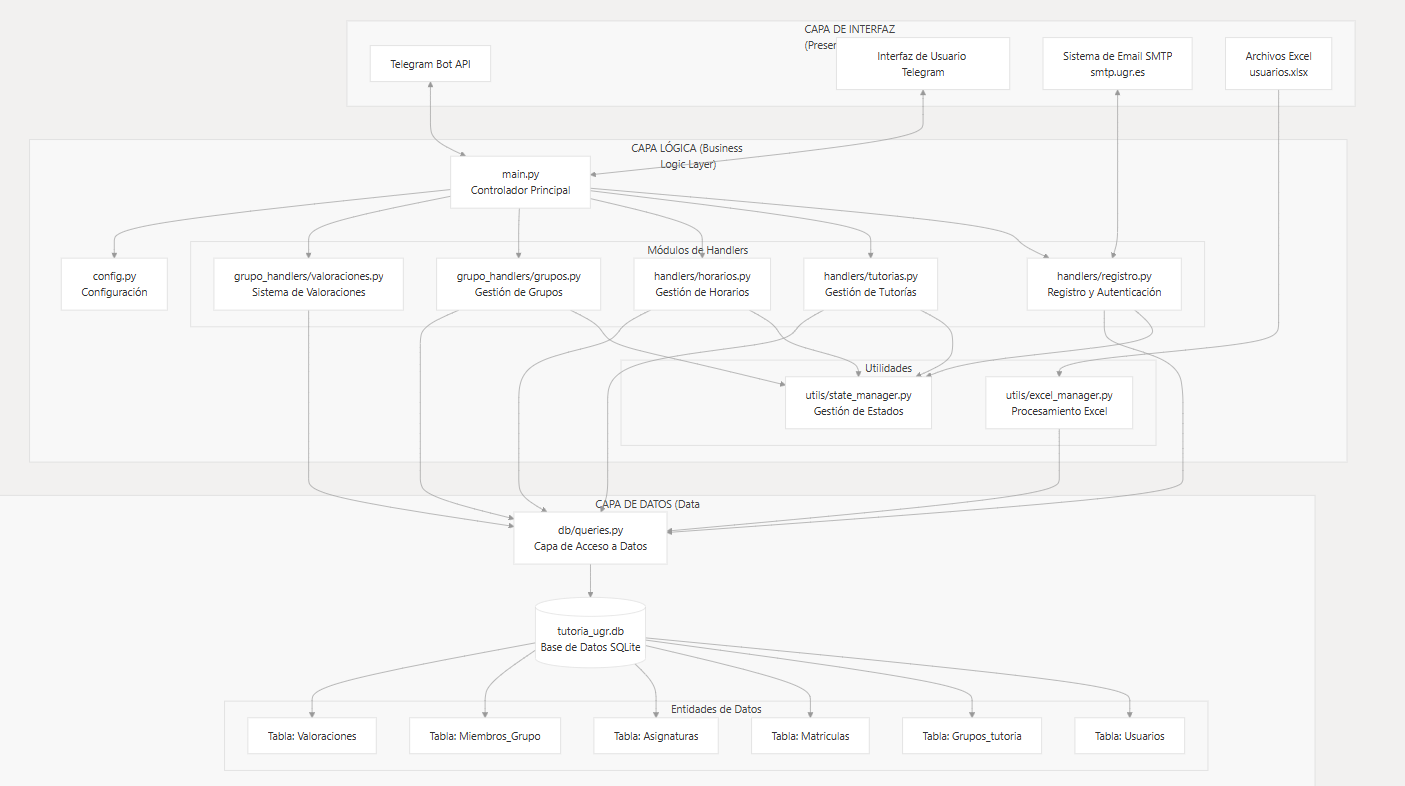 CAPA DE INTERFAZ
(Preser
Telegram Bot API
Interfaz de Usuario
Telegram
Sistema de Email SMTP
smtp.ugr.es
Archivos Excel
usuarios.xlsx
CAPA LÓGICA (Business
Logic Layer)
main.py
Controlador Principal
Módulos de Handlers
config.py
Configuración
grupo_handlers/valoraciones.py
Sistema de Valoraciones
grupo_handlers/grupos.py
Gestión de Grupos
handlers/horarios.py
Gestión de Horarios
handlers/tutorias.py
Gestión de Tutorías
handlers/registro.py
Registro y Autenticación
Utilidades
utils/state_manager.py
Gestión de Estados
utils/excel_manager.py
Procesamiento Excel
CAPA DE DATOS (Data
db/queries.py
Capa de Acceso a Datos
tutoria_ugr.db
Base de Datos SQLite
Entidades de Datos
Tabla: Valoraciones
Tabla: Miembros_Grupo
Tabla: Asignaturas
Tabla: Matriculas
Tabla: Grupos_tutoria
Tabla: Usuarios